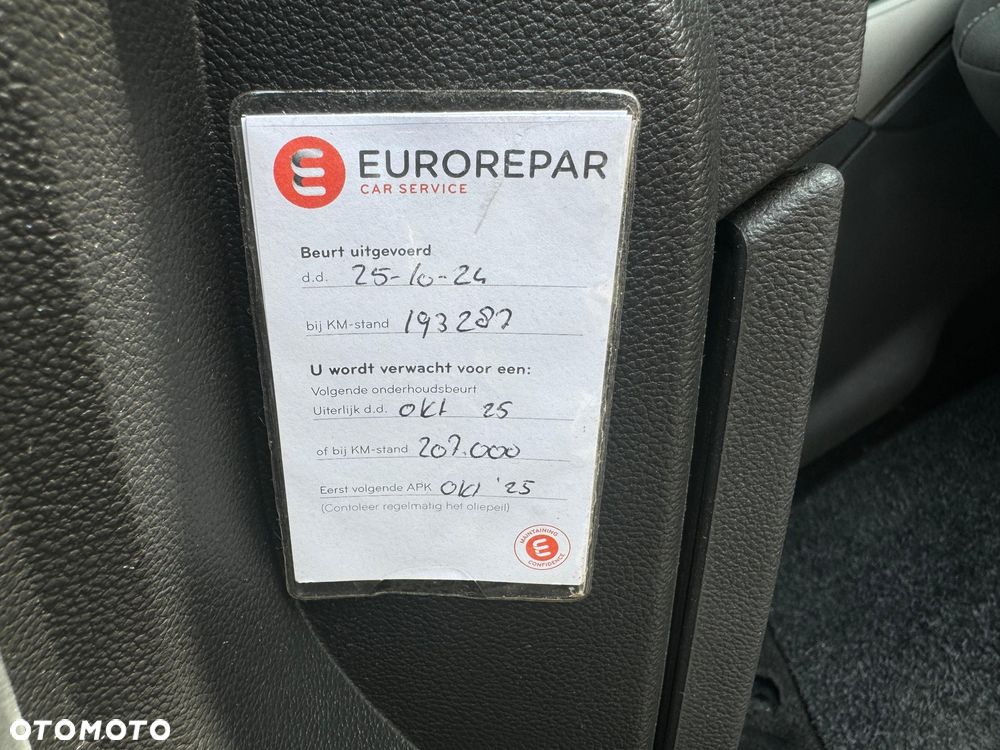 EUROREPAR
CAR SERVICE
Beurt uitgevoerd
d.d. 25-10-24
bij KM-stand 193287
U wordt verwacht voor een:
Volgende onderhoudsbeurt
Uiterlijk d.d. okt 25
of bij KM-stand 207.000
Eerst volgende APK okt '25
(Contoleer regelmatig het oliepeil)
MAINTAINING
CONFIDENCE
OTOMOTO